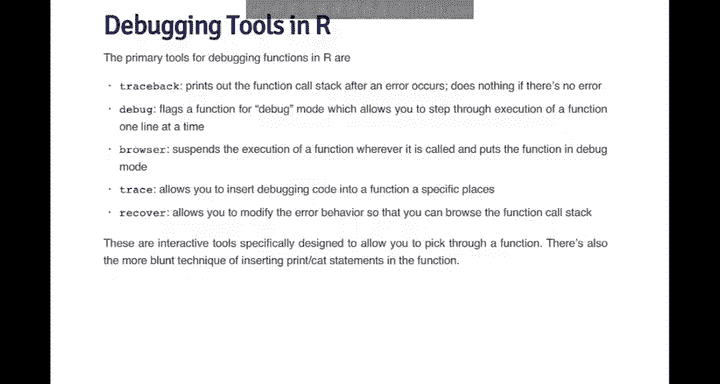 Debugging Tools in R
The primary tools for debugging functions in R are
· traceback: prints out the function call stack after an error occurs; does nothing if there's no error
· debug: flags a function for "debug" mode which allows you to step through execution of a function
one line at a time
· browser: suspends the execution of a function wherever it is called and puts the function in debug
mode
· trace: allows you to insert debugging code into a function a specific places
· recover: allows you to modify the error behavior so that you can browse the function call stack
These are interactive tools specifically designed to allow you to pick through a function. There's also
the more blunt technique of inserting print/cat statements in the function.